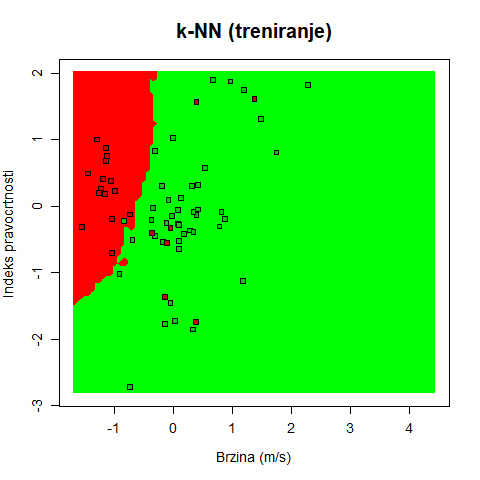 k-NN (treniranje)
2
1
0
-1
-2
-3
Indeks pravocrtnosti
-1 0 1 2 3 4
Brzina (m/s)